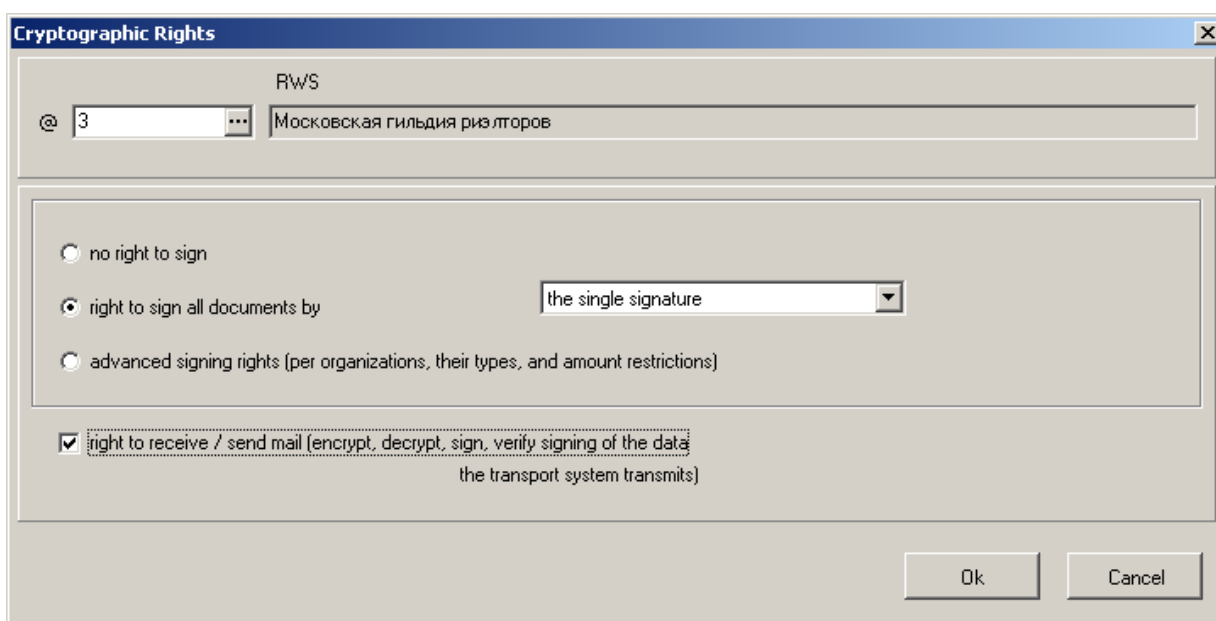 Cryptographic Rights
RWS
@ 3 ... Московская гильдия риэлторов
no right to sign
right to sign all documents by the single signature
advanced signing rights (per organizations, their types, and amount restrictions)
right to receive / send mail (encrypt, decrypt, sign, verify signing of the data
the transport system transmits)
Ok Cancel